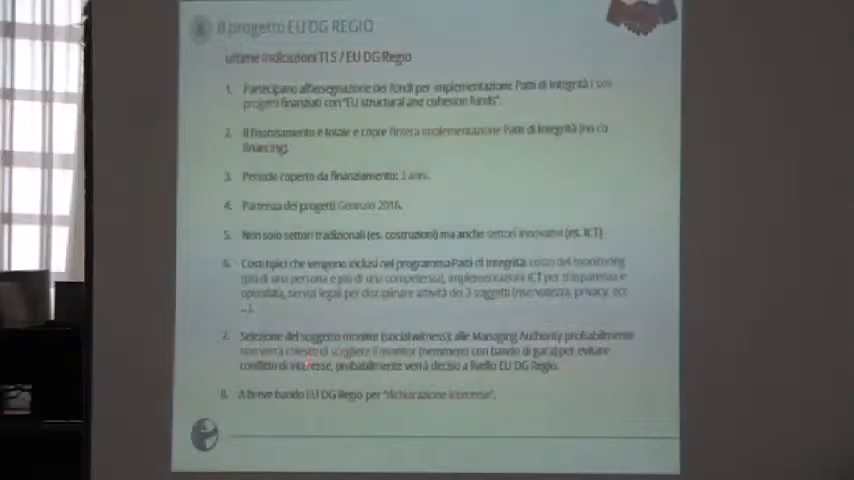 Il progetto EU DG REGIO
ultime indicazioni TI S / EU DG Regio
1. Partecipano all'assegnazione dei fondi per implementazione Patti di Integrità i soli
progetti finanziati con "EU structural and cohesion funds".
2. Il finanziamento è totale e copre l'intera implementazione Patti di Integrità (no co
financing).
3. Periodo coperto da finanziamento: 3 anni.
4. Partenza dei progetti Gennaio 2016.
5. Non solo settori tradizionali (es. costruzioni) ma anche settori innovativi (es. ICT)
6. Costi tipici che vengono inclusi nel programma Patti di Integrità: costo del monitoring
(più di una persona e più di una competenza), implementazioni ICT per trasparenza e
operatività, servizi legali per disciplinare attività dei 3 soggetti (riservatezza, privacy, ecc
...).
7. Selezione del soggetto monitor (social witness): alle Managing Authority probabilmente
non verrà chiesto di scegliere il monitor (nemmeno con bando di gara) per evitare
conflitto di interesse, probabilmente verrà deciso a livello EU DG Regio.
8. A breve bando EU DG Regio per "dichiarazione interesse".